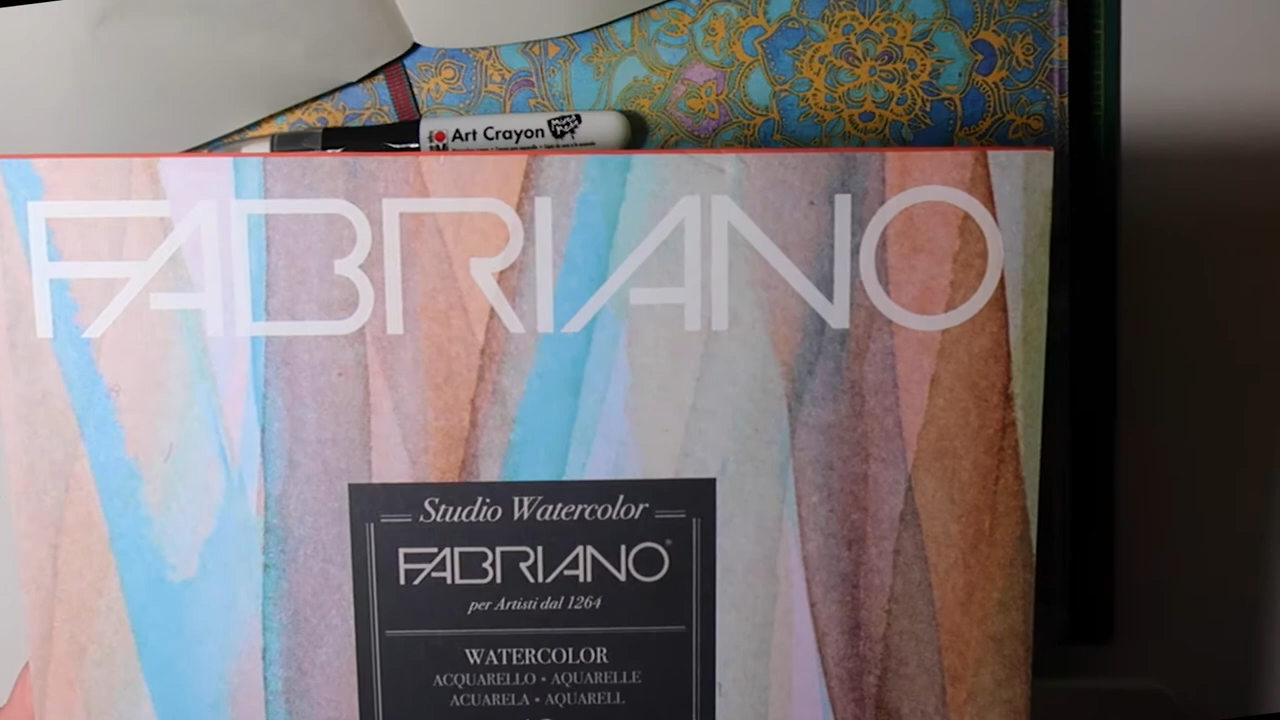 Art Crayon
FABRIANO
Studio Watercolor
FABRIANO®
per Artisti dal 1264
WATERCOLOR
ACQUARELLO • AQUARELLE
ACUARELA • AQUARELL